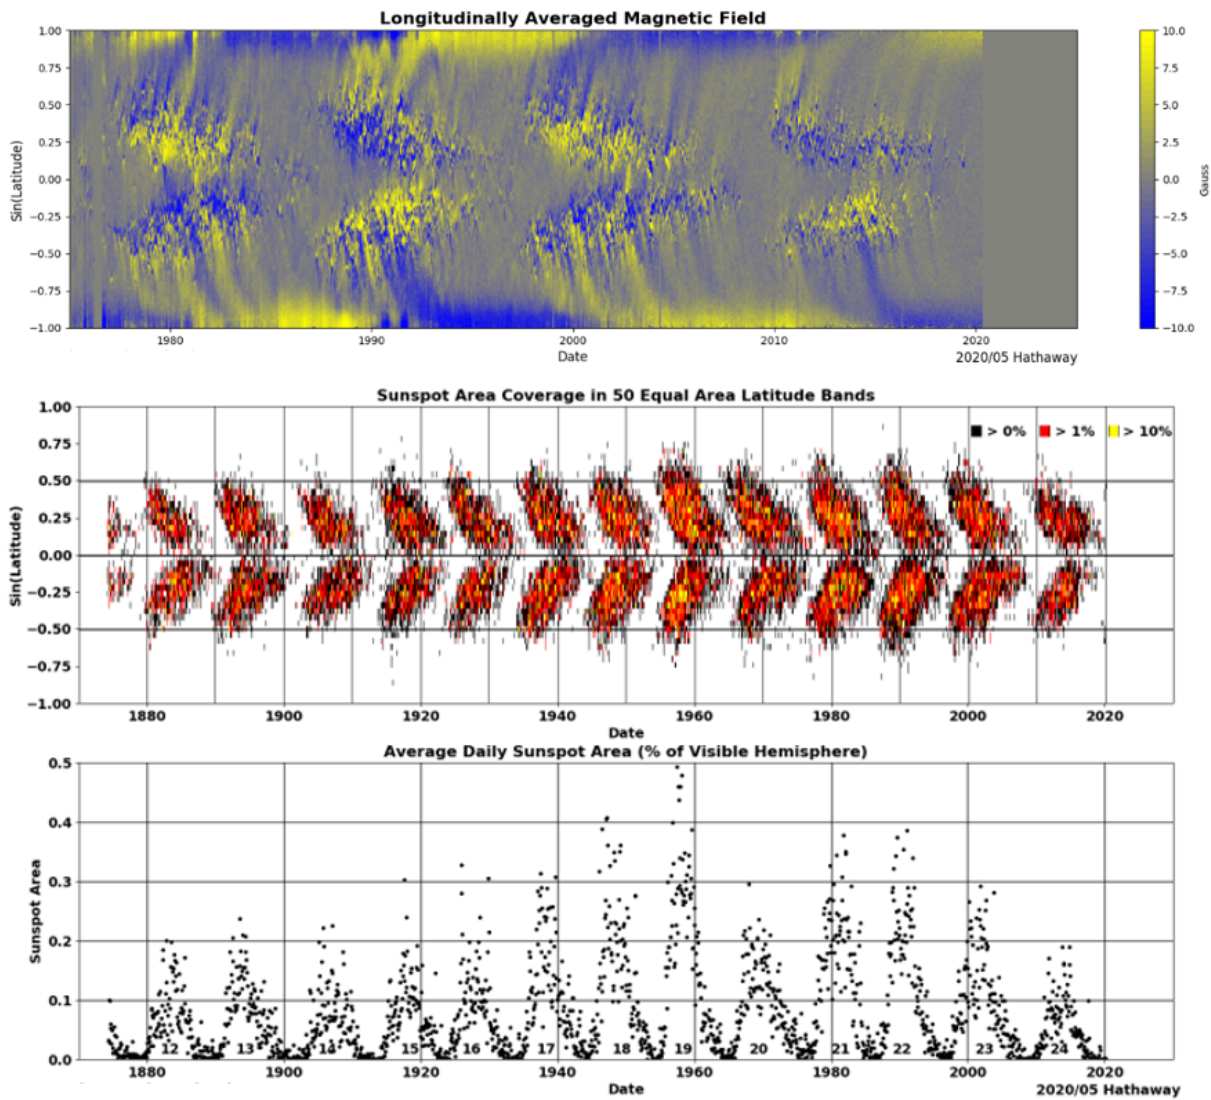 Longitudinally Averaged Magnetic Field
1.00
0.75
0.50
0.25
0.00
−0.25
−0.50
−0.75
−1.00
Sin(Latitude)
1980 1990 2000 2010 2020
Date
2020/05 Hathaway
10.0
7.5
5.0
2.5
0.0
−2.5
−5.0
−7.5
−10.0
Gauss
Sunspot Area Coverage in 50 Equal Area Latitude Bands
> 0% > 1% > 10%
1.00
0.75
0.50
0.25
0.00
−0.25
−0.50
−0.75
−1.00
Sin(Latitude)
1880 1900 1920 1940 1960 1980 2000 2020
Date
Average Daily Sunspot Area (% of Visible Hemisphere)
0.5
0.4
0.3
0.2
0.1
0.0
Sunspot Area
12 13 14 15 16 17 18 19 20 21 22 23 24
1880 1900 1920 1940 1960 1980 2000 2020
Date
2020/05 Hathaway